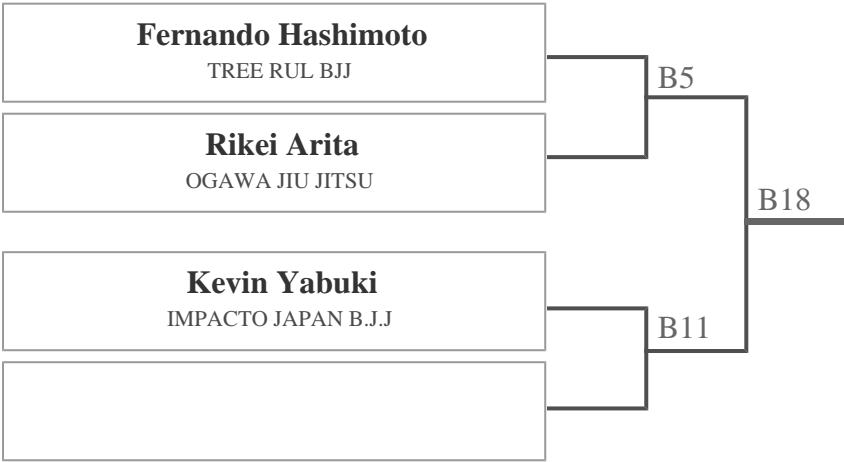 Fernando Hashimoto
TREE RUL BJJ
B5
Rikei Arita
OGAWA JIU JITSU
B18
Kevin Yabuki
IMPACTO JAPAN B.J.J
B11